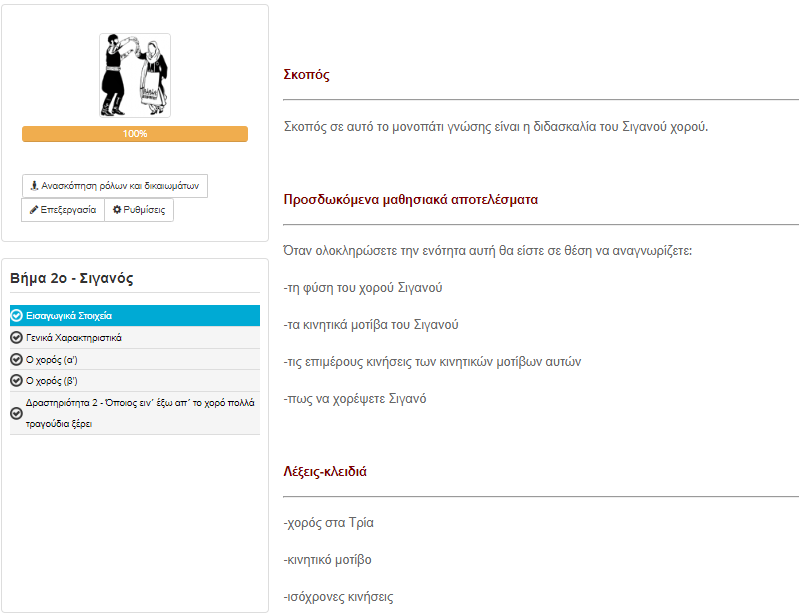 100%
Ανασκόπηση ρόλων και δικαιωμάτων
Επεξεργασία
Ρυθμίσεις
Βήμα 2ο - Σιγανός
Εισαγωγικά Στοιχεία
Γενικά Χαρακτηριστικά
Ο χορός (α')
Ο χορός (β')
Δραστηριότητα 2 - Όποιος ειν΄ έξω απ΄ το χορό πολλά
τραγούδια ξέρει
Σκοπός
Σκοπός σε αυτό το μονοπάτι γνώσης είναι η διδασκαλία του Σιγανού χορού.
Προσδωκόμενα μαθησιακά αποτελέσματα
Όταν ολοκληρώσετε την ενότητα αυτή θα είστε σε θέση να αναγνωρίζετε:
-τη φύση του χορού Σιγανού
-τα κινητικά μοτίβα του Σιγανού
-τις επιμέρους κινήσεις των κινητικών μοτίβων αυτών
-πως να χορέψετε Σιγανό
Λέξεις-κλειδιά
-χορός στα Τρία
-κινητικό μοτίβο
-ισόχρονες κινήσεις